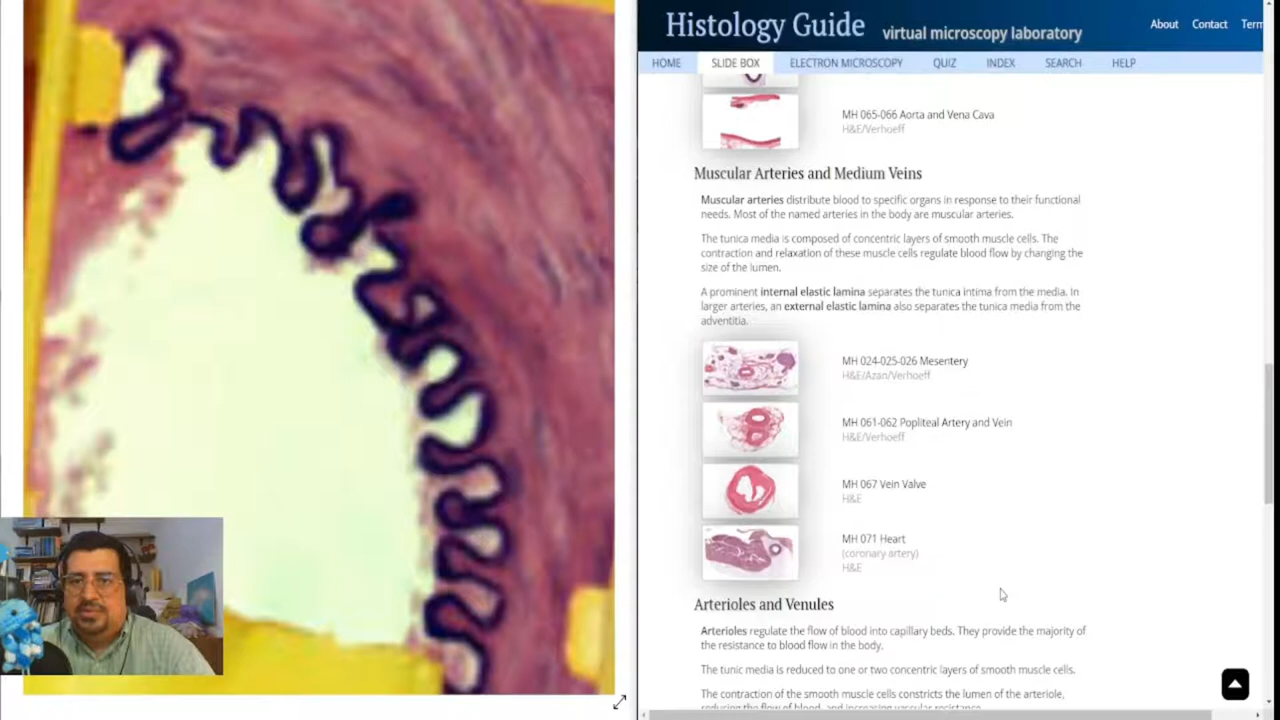 Histology Guide virtual microscopy laboratory
About Contact
HOME SLIDE BOX ELECTRON MICROSCOPY QUIZ INDEX SEARCH HELP
MH 065-066 Aorta and Vena Cava
H&E/Verhoeff
Muscular Arteries and Medium Veins
Muscular arteries distribute blood to specific organs in response to their functional
needs. Most of the named arteries in the body are muscular arteries.
The tunica media is composed of concentric layers of smooth muscle cells. The
contraction and relaxation of these muscle cells regulate blood flow by changing the
size of the lumen.
A prominent internal elastic lamina separates the tunica intima from the media. In
larger arteries, an external elastic lamina also separates the tunica media from the
adventitia.
MH 024-025-026 Mesentery
H&E/Azan/Verhoeff
MH 061-062 Popliteal Artery and Vein
H&E/Verhoeff
MH 067 Vein Valve
H&E
MH 071 Heart
(coronary artery)
H&E
Arterioles and Venules
Arterioles regulate the flow of blood into capillary beds. They provide the majority of
the resistance to blood flow in the body.
The tunic media is reduced to one or two concentric layers of smooth muscle cells.
The contraction of the smooth muscle cells constricts the lumen of the arteriole,
reducing the flow of blood, and increasing vascular resistance.